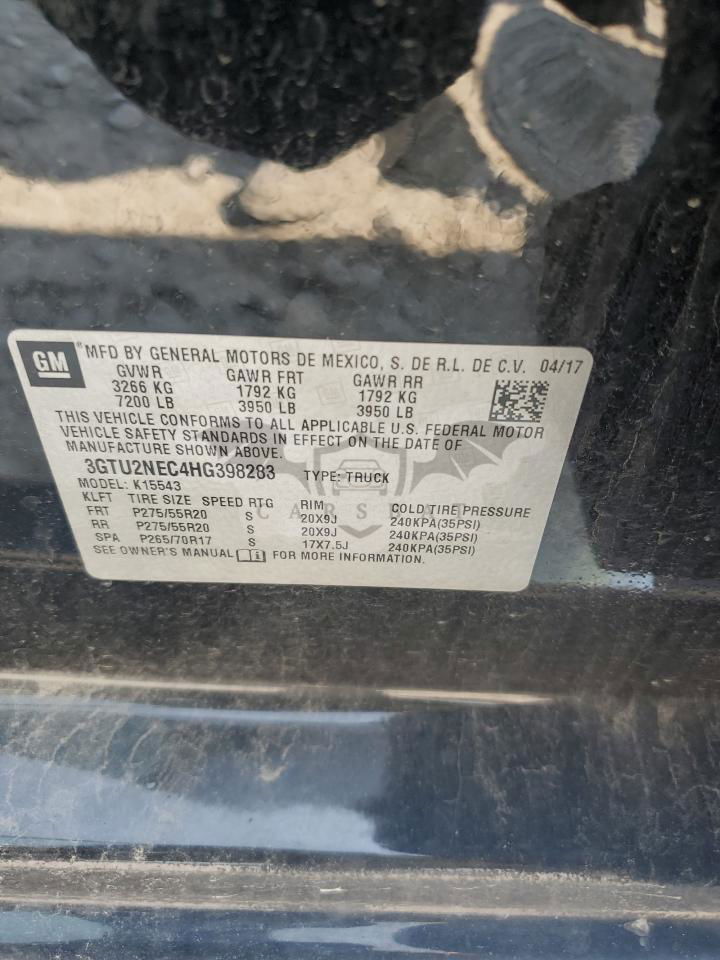 GM ®MFD BY GENERAL MOTORS DE MEXICO, S. DE R.L. DE C.V. 04/17
GVWR GAWR FRT GAWR RR
3266 KG 1792 KG 1792 KG
7200 LB 3950 LB 3950 LB
THIS VEHICLE CONFORMS TO ALL APPLICABLE U.S. FEDERAL MOTOR
VEHICLE SAFETY STANDARDS IN EFFECT ON THE DATE OF
MANUFACTURE SHOWN ABOVE.
3GTU2NEC4HG398283 TYPE: TRUCK
MODEL: K15543
KLFT TIRE SIZE SPEED RTG RIM COLD TIRE PRESSURE
FRT P275/55R20 S 20X9J 240KPA(35PSI)
RR P275/55R20 S 20X9J 240KPA(35PSI)
SPA P265/70R17 S 17X7.5J 240KPA(35PSI)
SEE OWNER'S MANUAL FOR MORE INFORMATION.